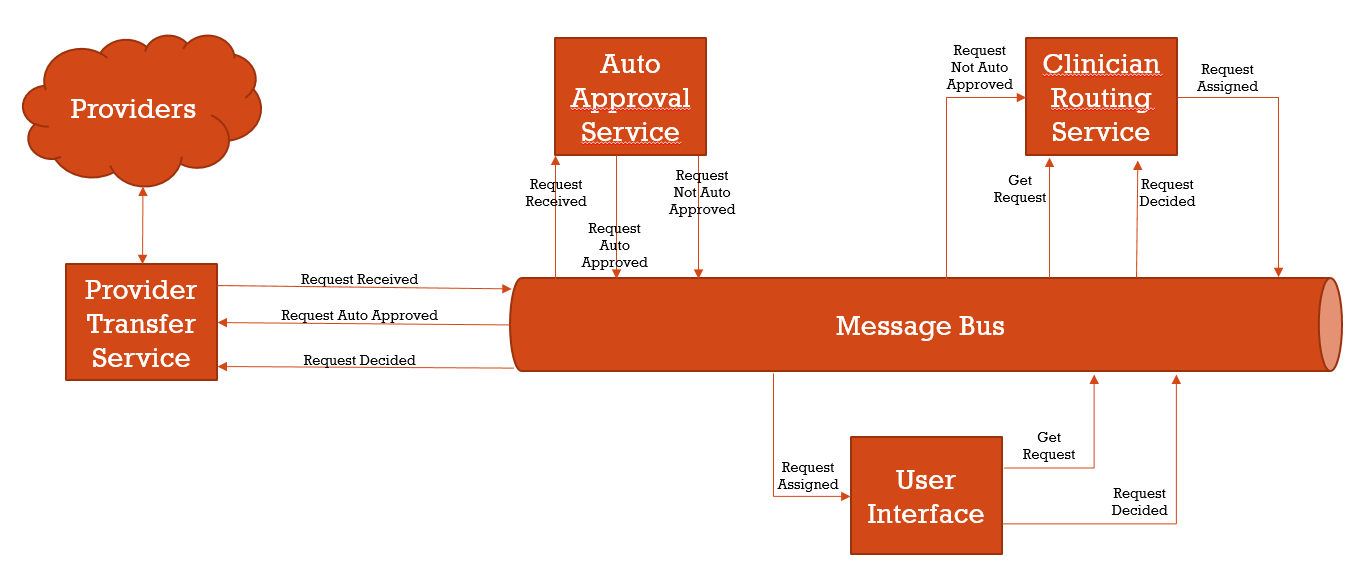 Providers
Auto
Approval
Service
Request
Not Auto
Approved
Clinician
Routing
Service
Request
Assigned
Request
Received
Request
Not Auto
Approved
Request
Auto
Approved
Get
Request
Request
Decided
Provider
Transfer
Service
Request Received
Request Auto Approved
Request Decided
Message Bus
Request
Assigned
User
Interface
Get
Request
Request
Decided